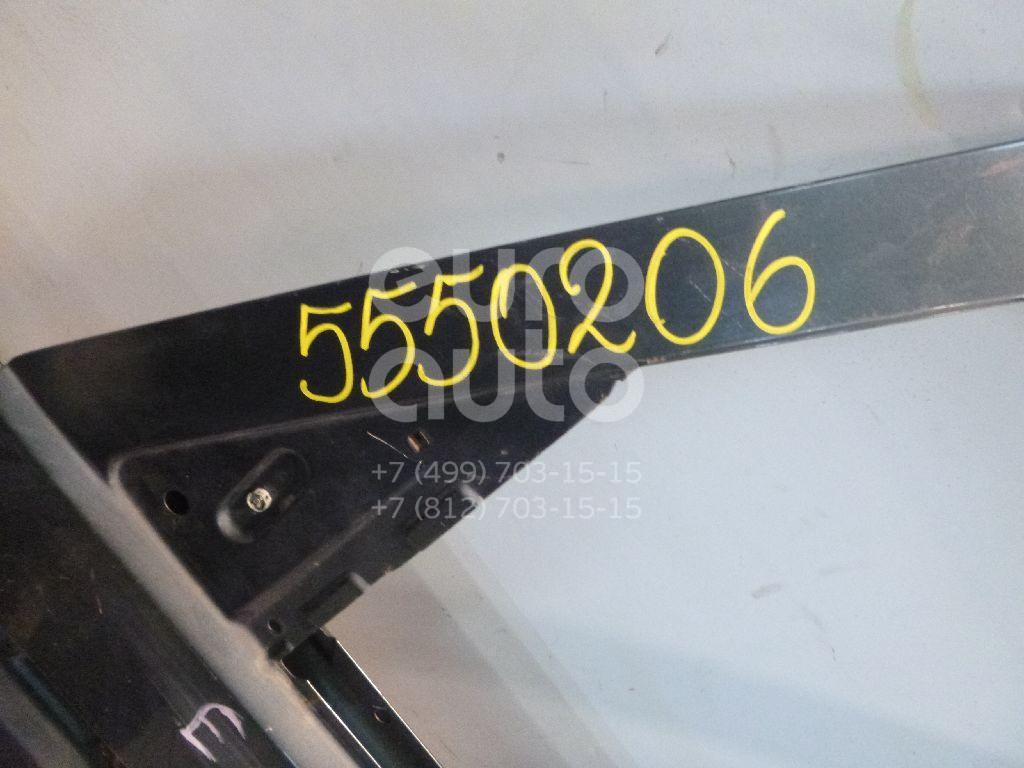 5550206
euro
auto
+7 (499) 703-15-15
+7 (812) 703-15-15